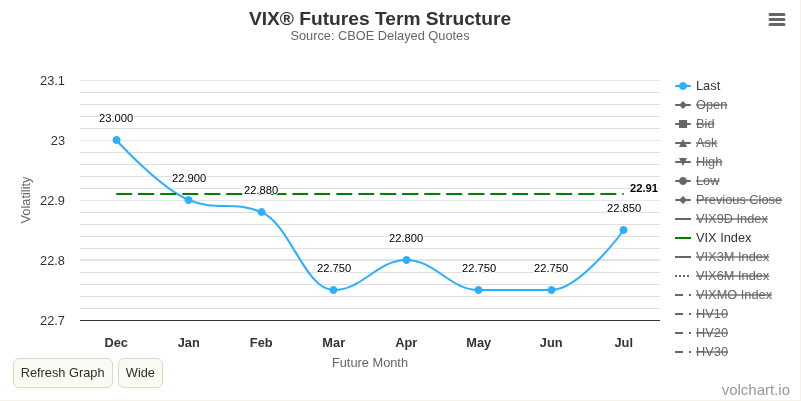 VIX® Futures Term Structure
Source: CBOE Delayed Quotes
Volatility
23.1
23
22.9
22.8
22.7
23.000
22.900
22.880
22.750
22.800
22.750
22.750
22.850
22.91
Dec Jan Feb Mar Apr May Jun Jul
Future Month
Last
Open
Bid
Ask
High
Low
Previous Close
VIX9D Index
VIX Index
VIX3M Index
VIX6M Index
VIXMO Index
HV10
HV20
HV30
Refresh Graph Wide
volchart.io